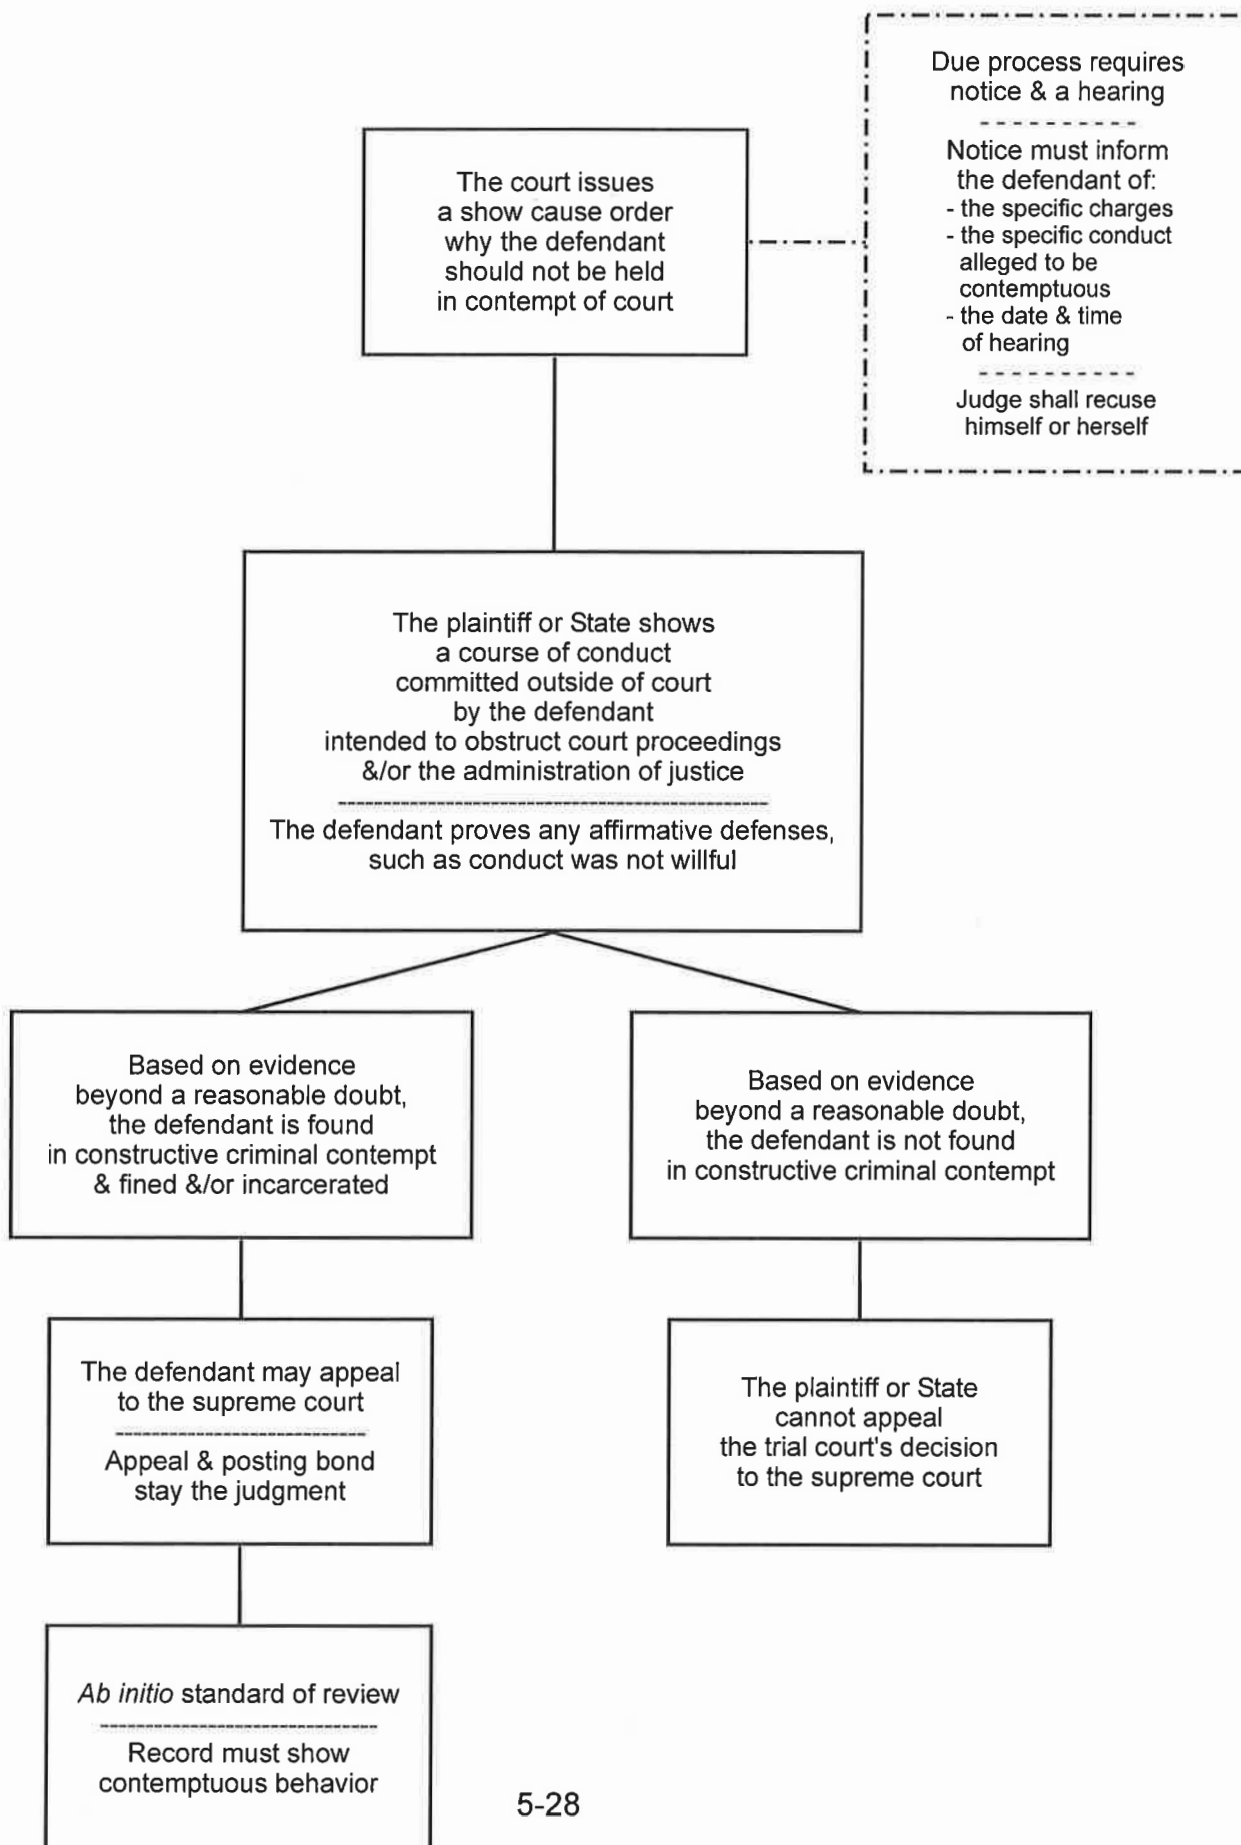 Due process requires
notice & a hearing
Notice must inform
the defendant of:
- the specific charges
- the specific conduct
alleged to be
contemptuous
- the date & time
of hearing
Judge shall recuse
himself or herself
The court issues
a show cause order
why the defendant
should not be held
in contempt of court
The plaintiff or State shows
a course of conduct
committed outside of court
by the defendant
intended to obstruct court proceedings
&/or the administration of justice
The defendant proves any affirmative defenses,
such as conduct was not willful
Based on evidence
beyond a reasonable doubt,
the defendant is found
in constructive criminal contempt
& fined &/or incarcerated
Based on evidence
beyond a reasonable doubt,
the defendant is not found
in constructive criminal contempt
The defendant may appeal
to the supreme court
Appeal & posting bond
stay the judgment
The plaintiff or State
cannot appeal
the trial court's decision
to the supreme court
Ab initio standard of review
Record must show
contemptuous behavior
5-28